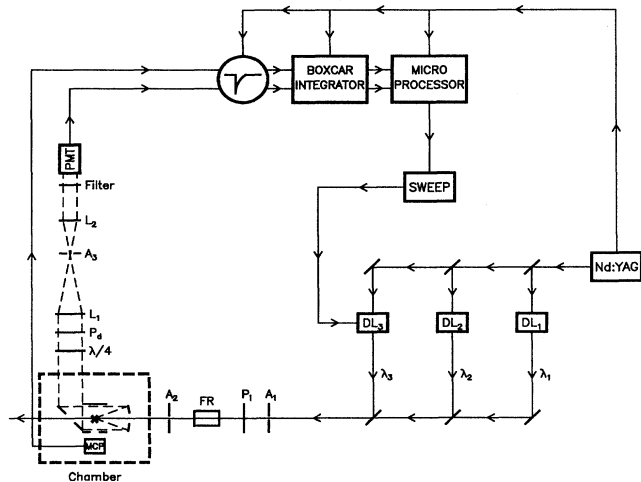 BOXCAR
INTEGRATOR
MICRO
PROCESSOR
PMT
Filter
SWEEP
L₂
A₃
Nd:YAG
L₁
DL₃
DL₂
DL₁
P_d
λ/4
λ₃
λ₂
λ₁
A₂
FR
P₁
A₁
MCP
Chamber